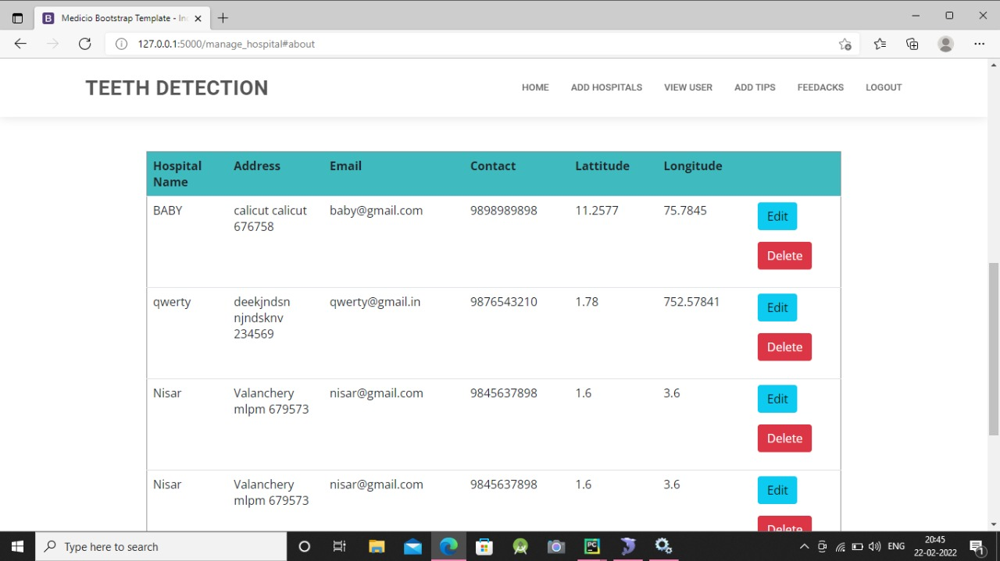 Medicio Bootstrap Template - Inc
127.0.0.1:5000/manage_hospital#about
TEETH DETECTION
HOME ADD HOSPITALS VIEW USER ADD TIPS FEEDACKS LOGOUT
Hospital Name Address Email Contact Lattitude Longitude
BABY calicut calicut baby@gmail.com 9898989898 11.2577 75.7845 Edit
676758
Delete
qwerty deekjndsn qwerty@gmail.in 9876543210 1.78 752.57841 Edit
njndsknv
234569
Delete
Nisar Valanchery nisar@gmail.com 9845637898 1.6 3.6 Edit
mlpm 679573
Delete
Nisar Valanchery nisar@gmail.com 9845637898 1.6 3.6 Edit
mlpm 679573
Delete
Type here to search
ENG
20:45
22-02-2022
1